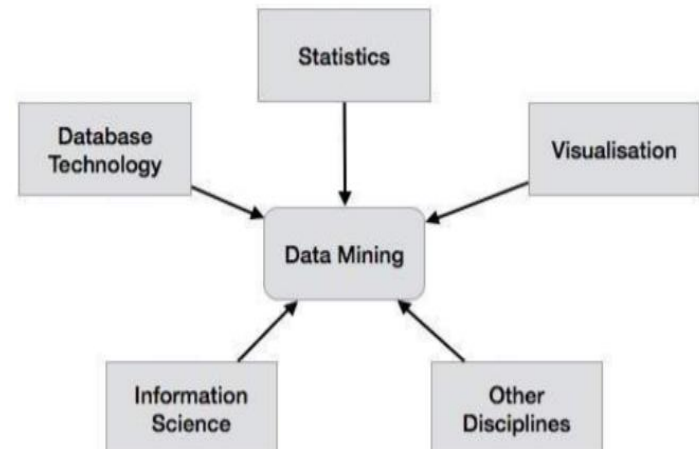 Statistics
Database
Technology
Visualisation
Data Mining
Information
Science
Other
Disciplines